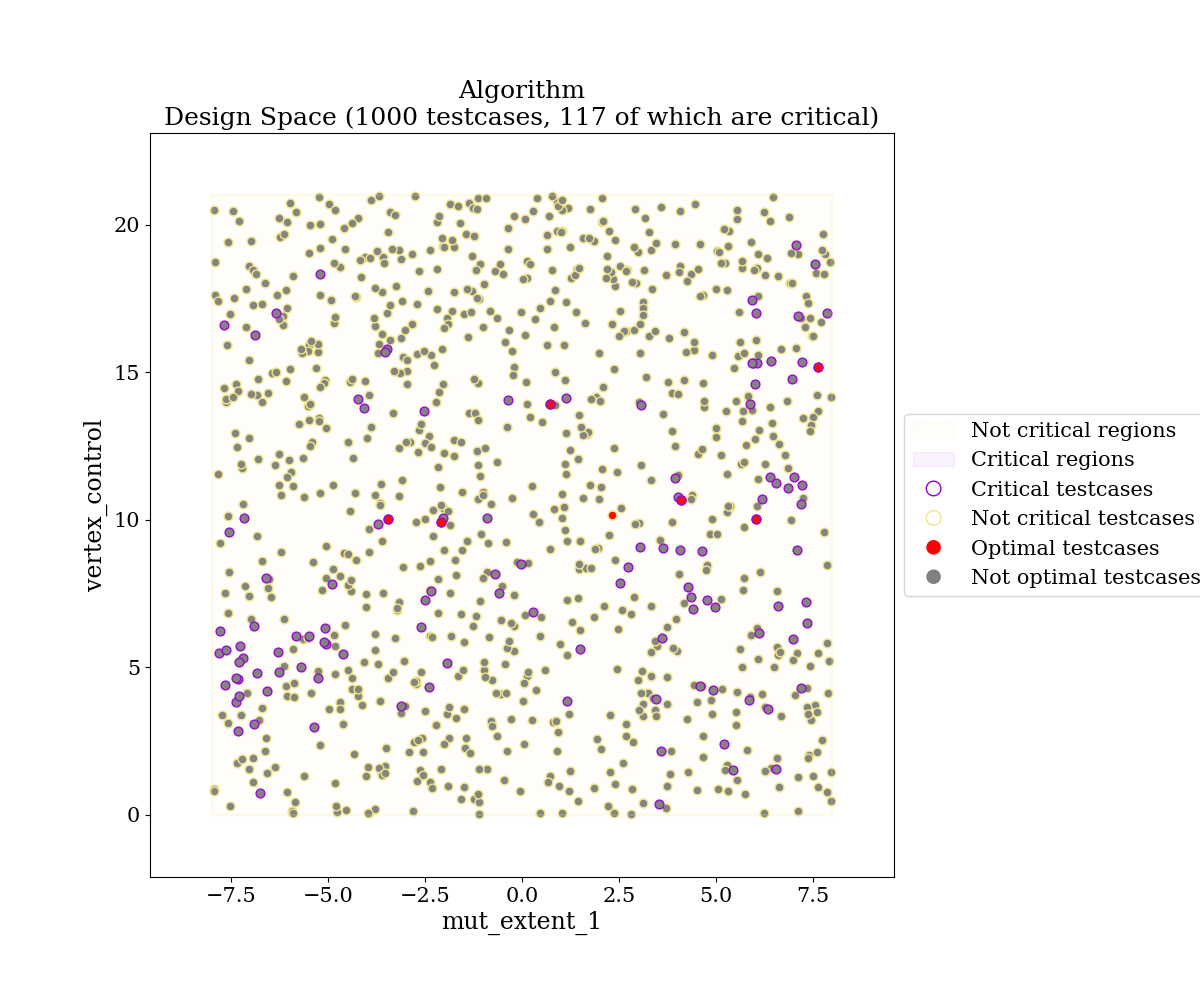 Algorithm
Design Space (1000 testcases, 117 of which are critical)
20
15
10
5
0
vertex_control
−7.5
−5.0
−2.5
0.0
2.5
5.0
7.5
mut_extent_1
Not critical regions
Critical regions
Critical testcases
Not critical testcases
Optimal testcases
Not optimal testcases